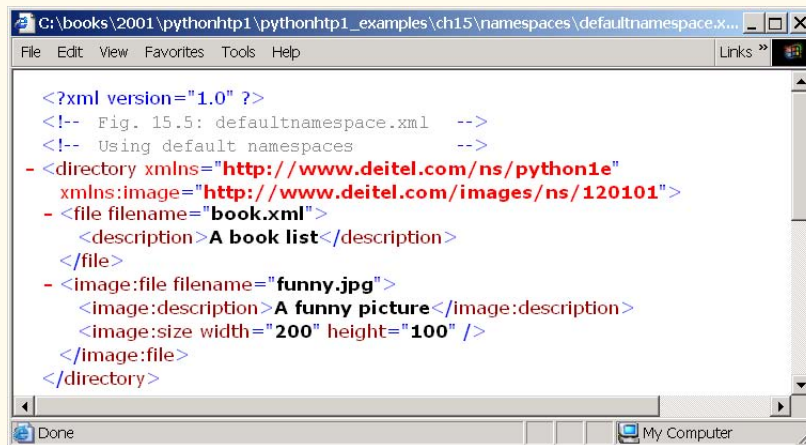 C:\books\2001\pythonhtp1\pythonhtp1_examples\ch15\namespaces\defaultnamespace.x...
File Edit View Favorites Tools Help Links »
<?xml version="1.0" ?>
<!-- Fig. 15.5: defaultnamespace.xml -->
<!-- Using default namespaces -->
- <directory xmlns="http://www.deitel.com/ns/python1e"
xmlns:image="http://www.deitel.com/images/ns/120101">
- <file filename="book.xml">
<description>A book list</description>
</file>
- <image:file filename="funny.jpg">
<image:description>A funny picture</image:description>
<image:size width="200" height="100" />
</image:file>
</directory>
Done My Computer